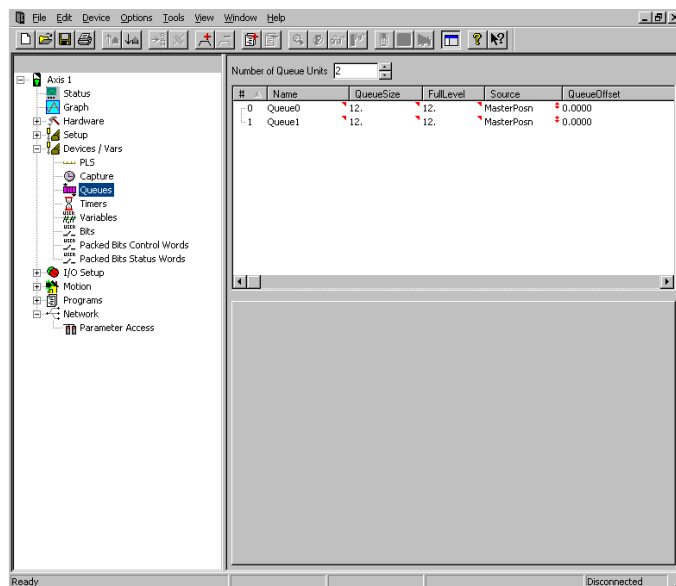 File Edit Device Options Tools View Window Help
Number of Queue Units 2
# Name QueueSize FullLevel Source QueueOffset
0 Queue0 12. 12. MasterPosn 0.0000
1 Queue1 12. 12. MasterPosn 0.0000
Axis 1
Status
Graph
Hardware
Setup
Devices / Vars
PLS
Capture
Queues
Timers
Variables
Bits
Packed Bits Control Words
Packed Bits Status Words
I/O Setup
Motion
Programs
Network
Parameter Access
Ready Disconnected